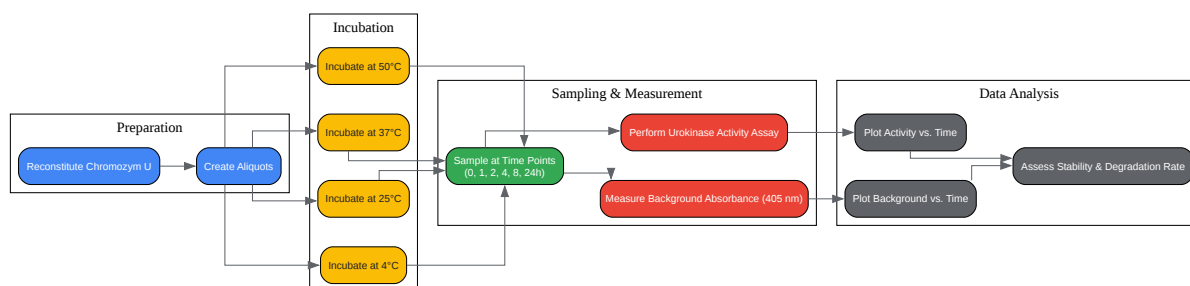 Preparation
Reconstitute Chromozym U
Create Aliquots
Incubation
Incubate at 50°C
Incubate at 37°C
Incubate at 25°C
Incubate at 4°C
Sampling & Measurement
Sample at Time Points
(0, 1, 2, 4, 8, 24h)
Perform Urokinase Activity Assay
Measure Background Absorbance (405 nm)
Data Analysis
Plot Activity vs. Time
Plot Background vs. Time
Assess Stability & Degradation Rate